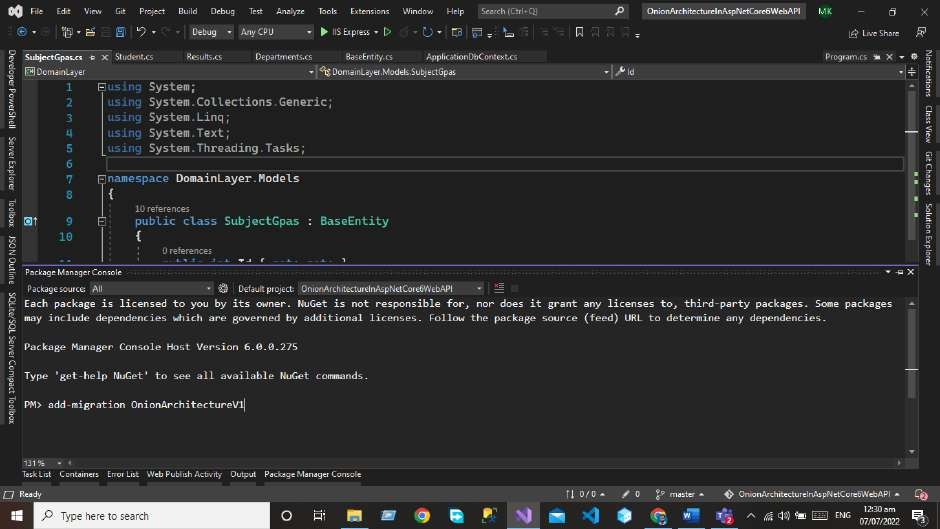 File Edit View Git Project Build Debug Test Analyze Tools Extensions Window Help Search (Ctrl+Q) OnionArchitectureInAspNetCore6WebAPI MK
Debug Any CPU IIS Express Live Share
SubjectGpas.cs Student.cs Results.cs Departments.cs BaseEntity.cs ApplicationDbContext.cs Program.cs
DomainLayer DomainLayer.Models.SubjectGpas Id
1 using System;
2 using System.Collections.Generic;
3 using System.Linq;
4 using System.Text;
5 using System.Threading.Tasks;
6
7 namespace DomainLayer.Models
8 {
10 references
9 public class SubjectGpas : BaseEntity
10 {
0 references
Developer PowerShell
Server Explorer
Toolbox
JSON Outline
SQLite/SQL Server Compact Toolbox
Notifications
Class View
Git Changes
Solution Explorer
Package Manager Console
Package source: All Default project: OnionArchitectureInAspNetCore6WebAPI
Each package is licensed to you by its owner. NuGet is not responsible for, nor does it grant any licenses to, third-party packages. Some packages
may include dependencies which are governed by additional licenses. Follow the package source (feed) URL to determine any dependencies.
Package Manager Console Host Version 6.0.0.275
Type 'get-help NuGet' to see all available NuGet commands.
PM> add-migration OnionArchitectureV1
131 %
Task List Containers Error List Web Publish Activity Output Package Manager Console
Ready 0 / 0 0 master OnionArchitectureInAspNetCore6WebAPI 2
Type here to search ENG 12:30 am
07/07/2022 3